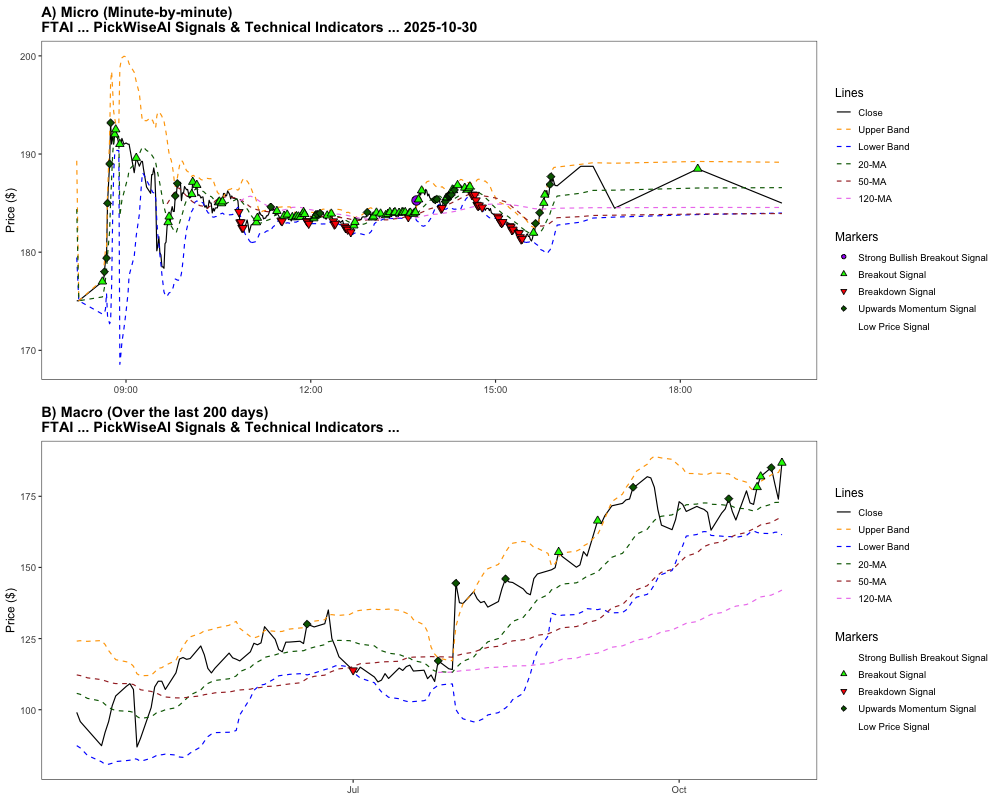 A) Micro (Minute-by-minute)
FTAI ... PickWiseAI Signals & Technical Indicators ... 2025-10-30
Price ($)
200
190
180
170
09:00
12:00
15:00
18:00
Lines
Close
Upper Band
Lower Band
20-MA
50-MA
120-MA
Markers
Strong Bullish Breakout Signal
Breakout Signal
Breakdown Signal
Upwards Momentum Signal
Low Price Signal
B) Macro (Over the last 200 days)
FTAI ... PickWiseAI Signals & Technical Indicators ...
Price ($)
175
150
125
100
Jul
Oct
Lines
Close
Upper Band
Lower Band
20-MA
50-MA
120-MA
Markers
Strong Bullish Breakout Signal
Breakout Signal
Breakdown Signal
Upwards Momentum Signal
Low Price Signal